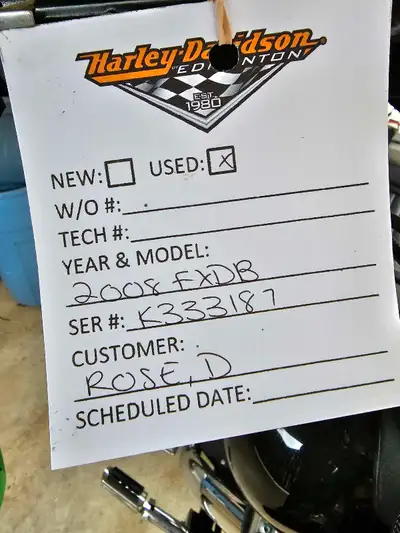 Harley-Davidson
EDMONTON
EST.
1980
NEW: USED: X
W/O #:
TECH #:
YEAR & MODEL:
2008 FXDB
SER #: K333187
CUSTOMER:
ROSE, D
SCHEDULED DATE: